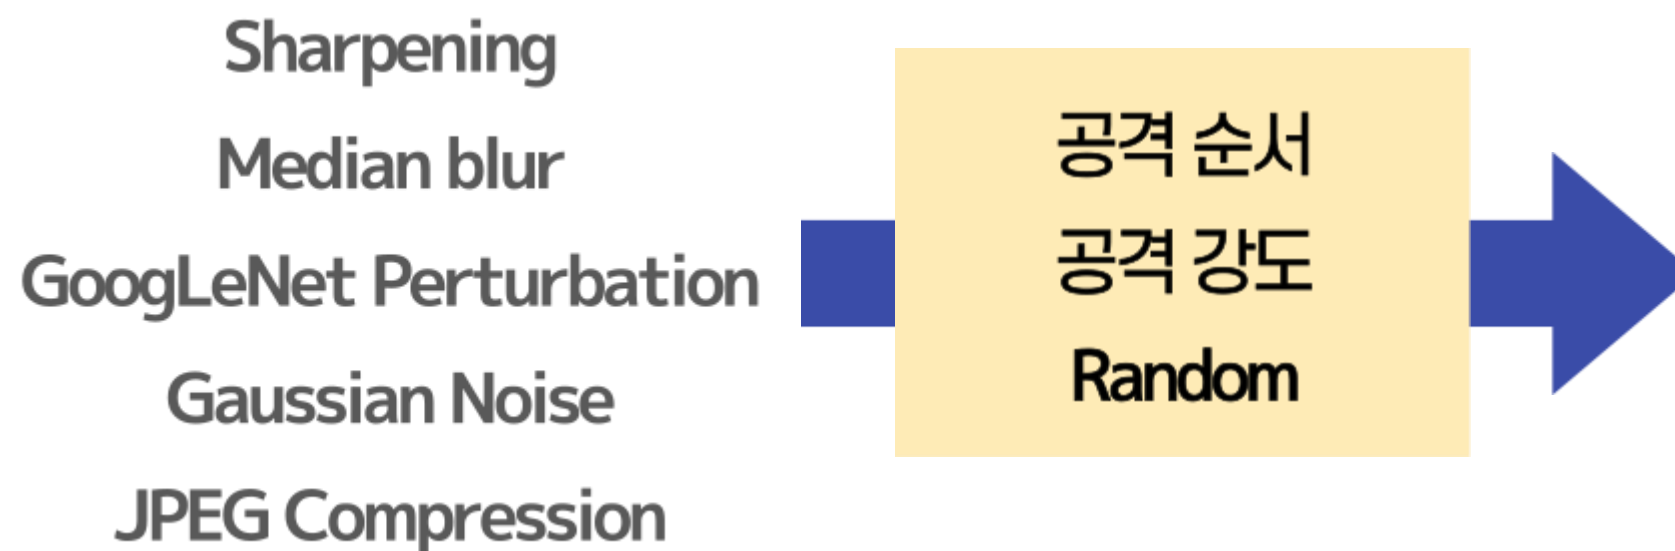 Sharpening
Median blur
GoogLeNet Perturbation
Gaussian Noise
JPEG Compression
공격 순서
공격 강도
Random